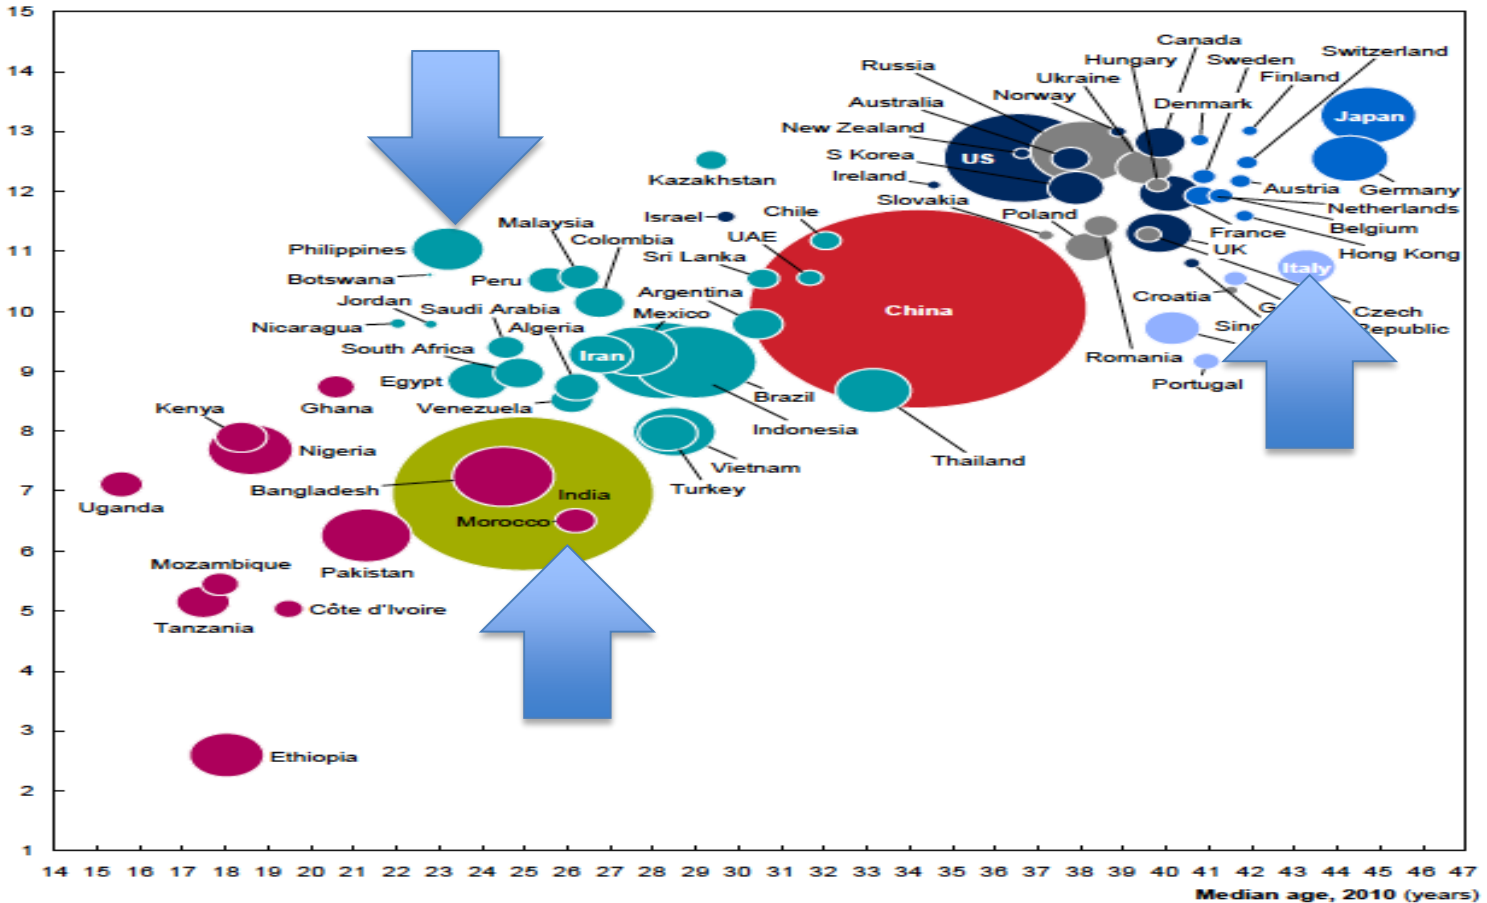 15
14
13
12
11
10
9
8
7
6
5
4
3
2
1
Canada
Switzerland
Hungary
Sweden
Russia
Ukraine
Finland
Norway
Australia
Denmark
Japan
New Zealand
S Korea
US
Kazakhstan
Ireland
Austria
Germany
Slovakia
Netherlands
Malaysia
Israel
Chile
Poland
Belgium
Philippines
Colombia
UAE
France
Sri Lanka
UK
Hong Kong
Botswana
Peru
Italy
Jordan
Saudi Arabia
Argentina
Croatia
Nicaragua
Algeria
Mexico
China
Czech
Republic
South Africa
Iran
Romania
Egypt
Portugal
Kenya
Ghana
Venezuela
Brazil
Indonesia
Nigeria
Thailand
Vietnam
Bangladesh
India
Turkey
Uganda
Morocco
Mozambique
Pakistan
Côte d'Ivoire
Tanzania
Ethiopia
14 15 16 17 18 19 20 21 22 23 24 25 26 27 28 29 30 31 32 33 34 35 36 37 38 39 40 41 42 43 44 45 46 47
Median age, 2010 (years)